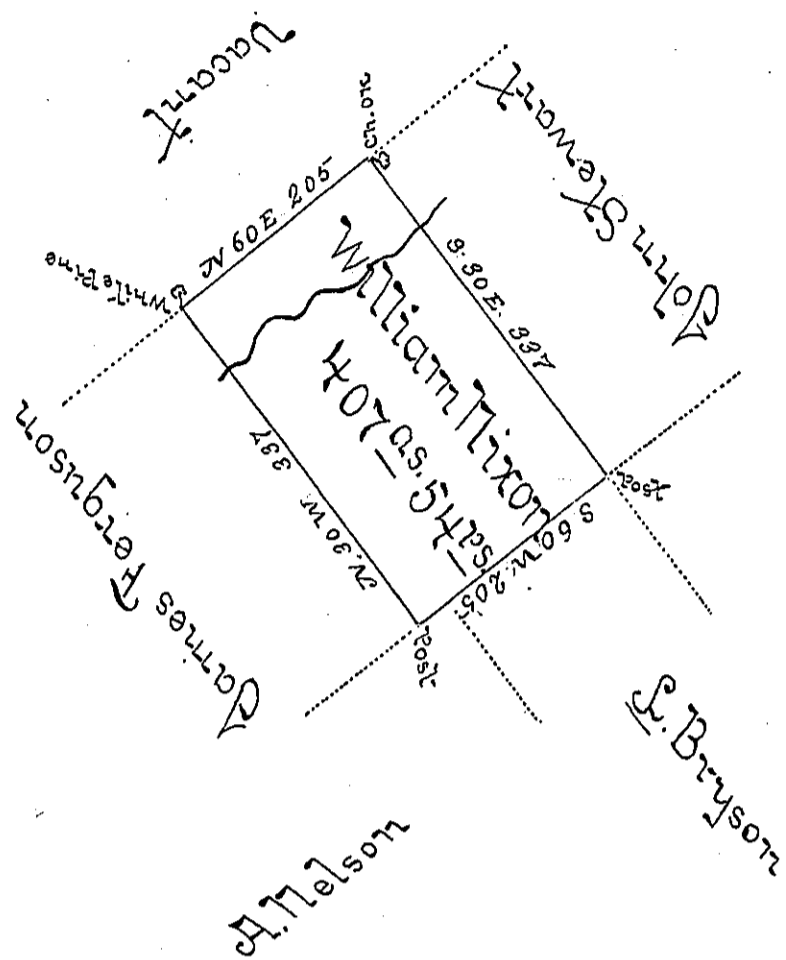 Vacant
Ch. on
John Stewart
N 60 E 205
White Pine
S. 30 E. 337
William Nixon
407 as. 54 ps
Post
S 60 W. 205
N. 30 W. 337
Post
James Ferguson
L. Bryson
A. Nelson